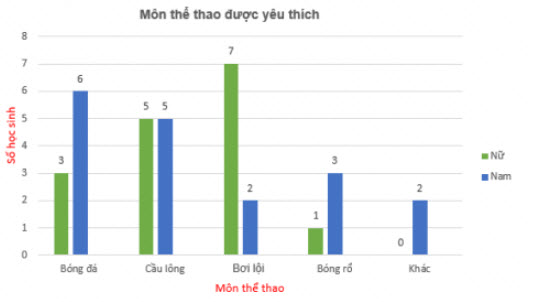 Môn thể thao được yêu thích
8
7
6
5
4
3
2
1
0
Số học sinh
3 6
5 5
7 2
1 3
0 2
Bóng đá Cầu lông Bơi lội Bóng rổ Khác
Môn thể thao
Nữ
Nam